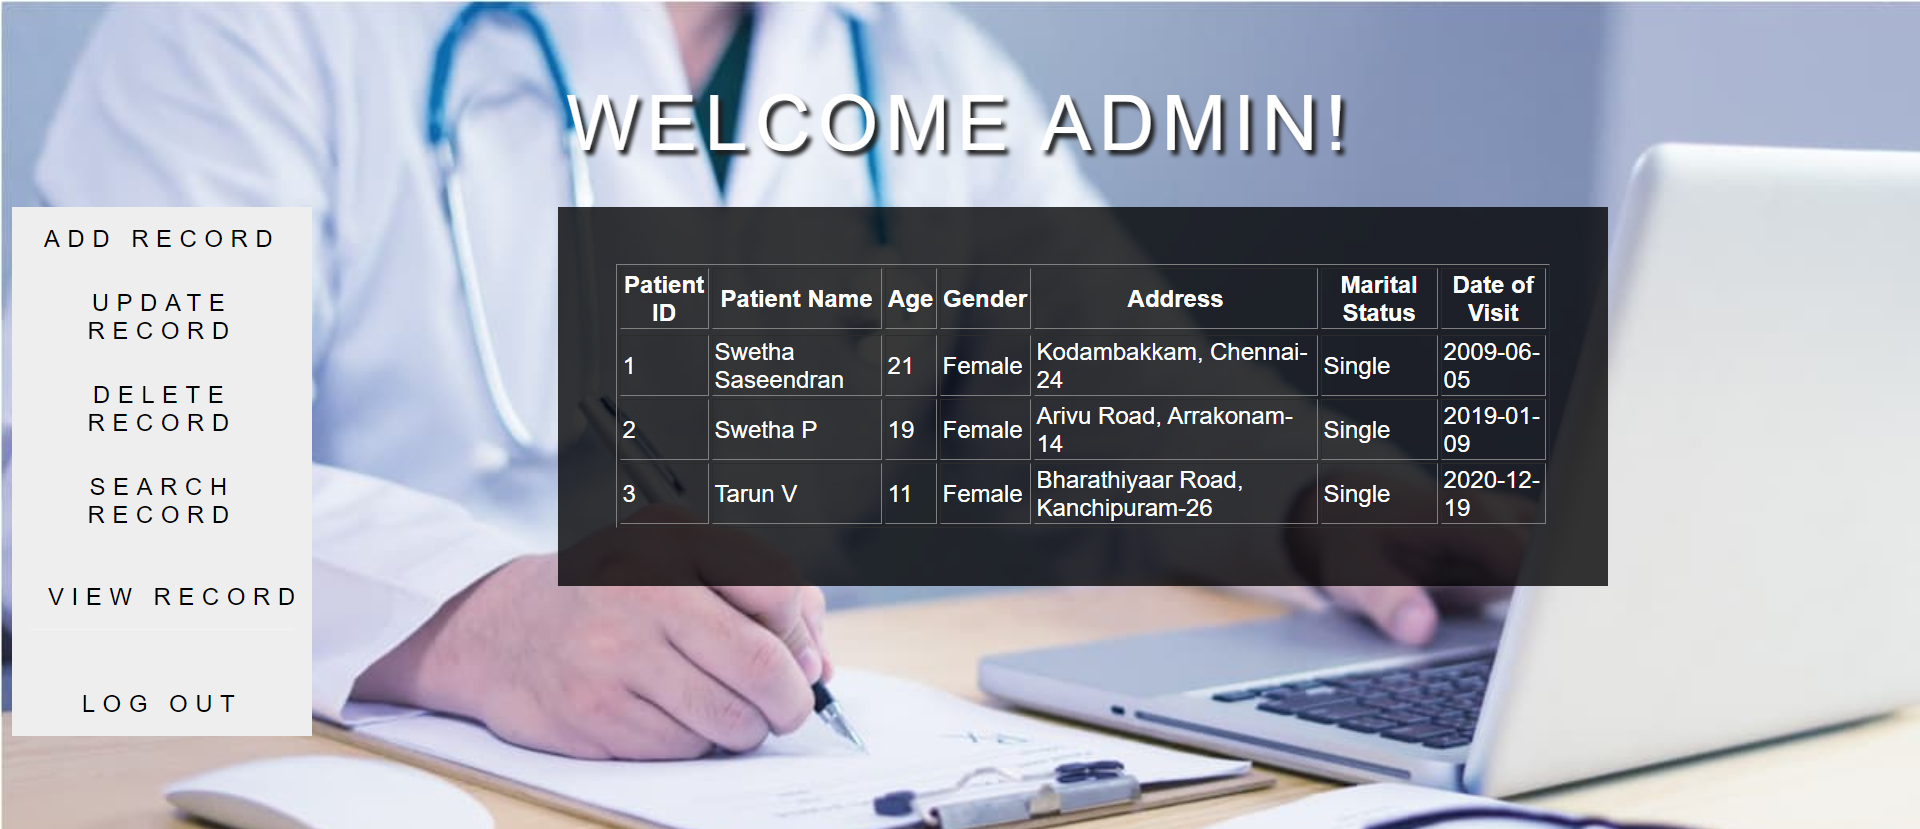 WELCOME ADMIN!
ADD RECORD
UPDATE
RECORD
DELETE
RECORD
SEARCH
RECORD
VIEW RECORD
LOG OUT
Patient ID Patient Name Age Gender Address Marital Status Date of Visit
1 Swetha Saseendran 21 Female Kodambakkam, Chennai-24 Single 2009-06-05
2 Swetha P 19 Female Arivu Road, Arrakonam-14 Single 2019-01-09
3 Tarun V 11 Female Bharathiyaar Road, Kanchipuram-26 Single 2020-12-19